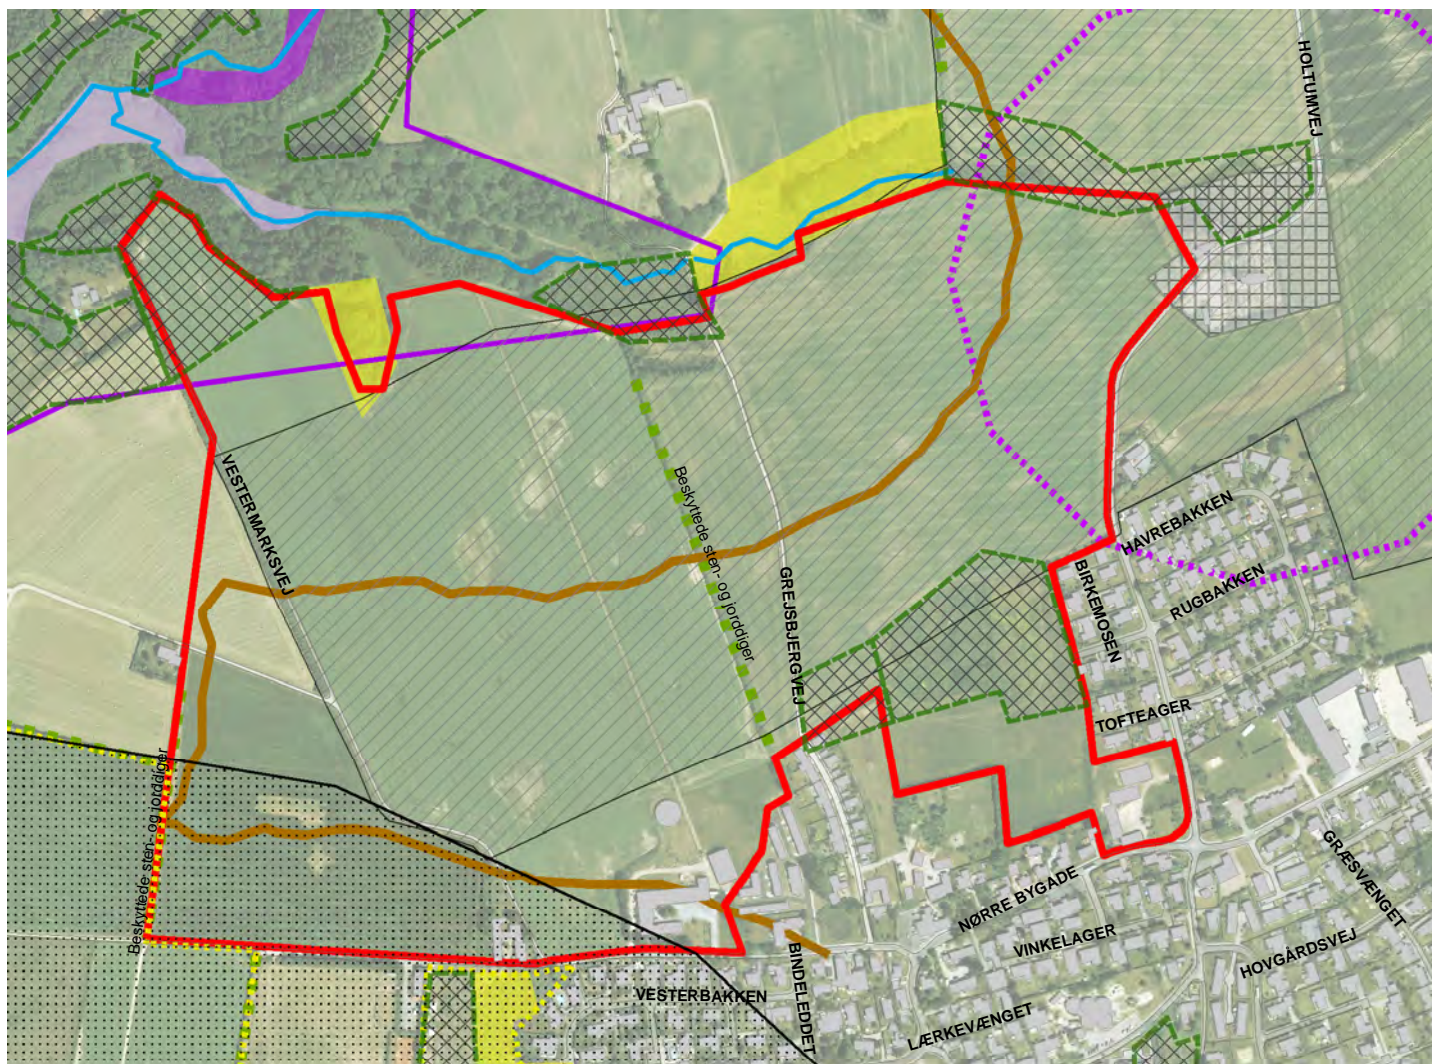 HOLTUMVEJ
VESTERMARKSVEJ
Beskyttede sten- og jorddiger
GREJSBJERGVEJ
HAVREBAKKEN
RUGBAKKEN
BIRKEMOSEN
TOFTEAGER
Beskyttede sten- og jorddiger
NØRRE BYGADE
GRÆSVÆNGET
VINKELAGER
HOVGÅRDSVEJ
BINDELEDDET
VESTERBAKKEN
LÆRKEVÆNGET